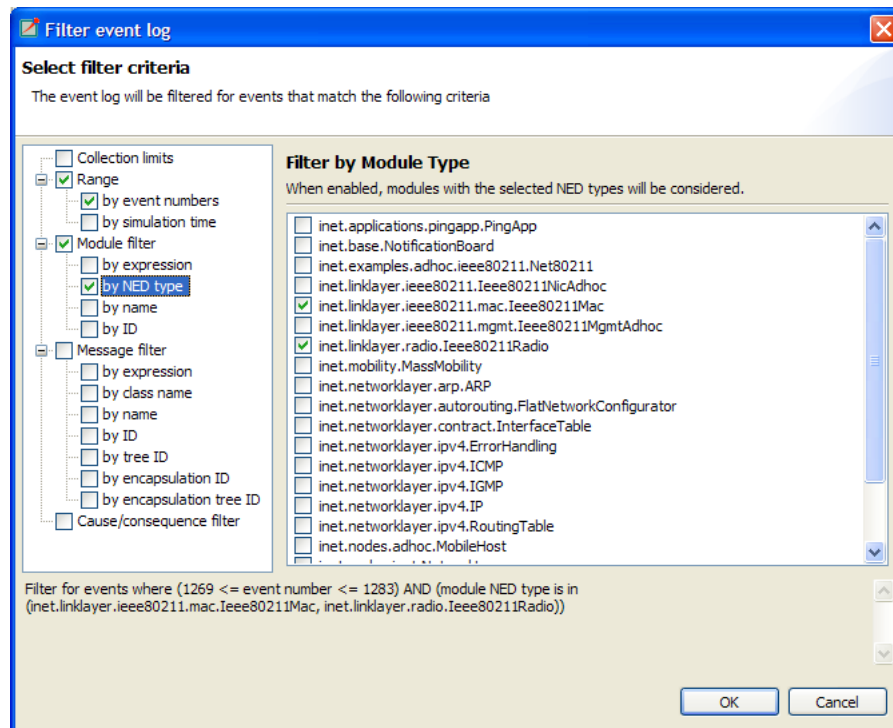 Filter event log
Select filter criteria
The event log will be filtered for events that match the following criteria
Collection limits
Range
by event numbers
by simulation time
Module filter
by expression
by NED type
by name
by ID
Message filter
by expression
by class name
by name
by ID
by tree ID
by encapsulation ID
by encapsulation tree ID
Cause/consequence filter
Filter by Module Type
When enabled, modules with the selected NED types will be considered.
inet.applications.pingapp.PingApp
inet.base.NotificationBoard
inet.examples.adhoc.ieee80211.Net80211
inet.linklayer.ieee80211.Ieee80211NicAdhoc
inet.linklayer.ieee80211.mac.Ieee80211Mac
inet.linklayer.ieee80211.mgmt.Ieee80211MgmtAdhoc
inet.linklayer.radio.Ieee80211Radio
inet.mobility.MassMobility
inet.networklayer.arp.ARP
inet.networklayer.autorouting.FlatNetworkConfigurator
inet.networklayer.contract.InterfaceTable
inet.networklayer.ipv4.ErrorHandling
inet.networklayer.ipv4.ICMP
inet.networklayer.ipv4.IGMP
inet.networklayer.ipv4.IP
inet.networklayer.ipv4.RoutingTable
inet.nodes.adhoc.MobileHost
Filter for events where (1269 <= event number <= 1283) AND (module NED type is in
(inet.linklayer.ieee80211.mac.Ieee80211Mac, inet.linklayer.radio.Ieee80211Radio))
OK
Cancel